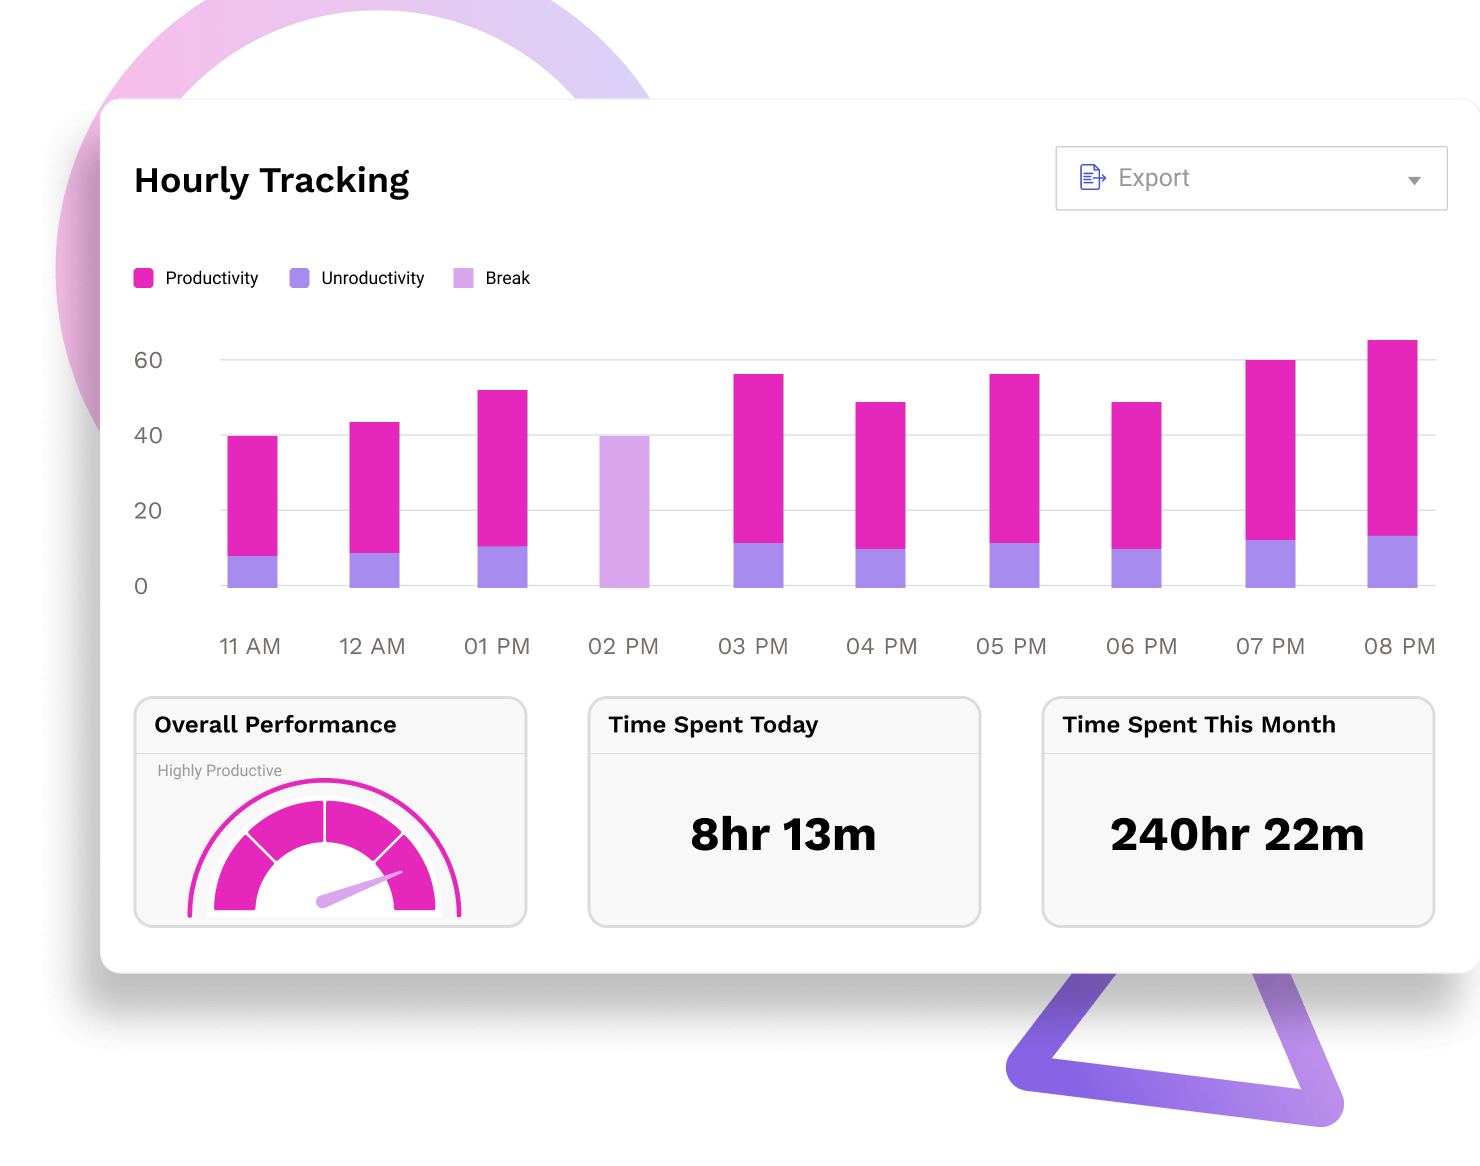 Hourly Tracking
Export
Productivity Unroductivity Break
60
40
20
0
11 AM 12 AM 01 PM 02 PM 03 PM 04 PM 05 PM 06 PM 07 PM 08 PM
Overall Performance
Highly Productive
Time Spent Today
8hr 13m
Time Spent This Month
240hr 22m